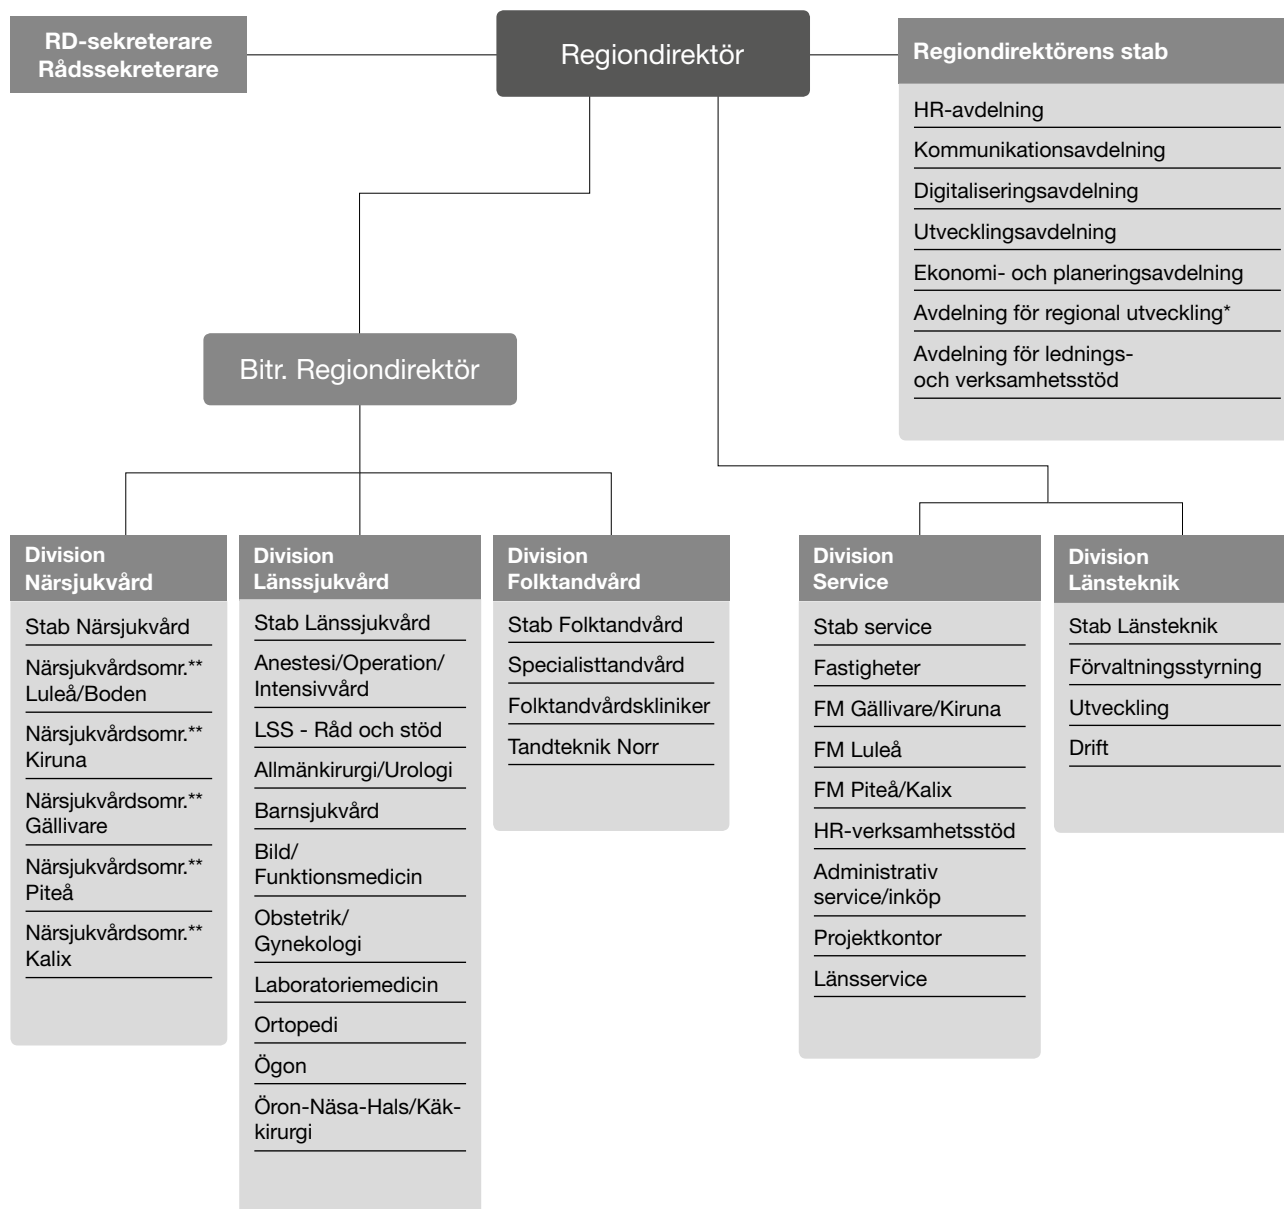 RD-sekreterare
Rådssekreterare
Regiondirektör
Regiondirektörens stab
HR-avdelning
Kommunikationsavdelning
Digitaliseringsavdelning
Utvecklingsavdelning
Ekonomi- och planeringsavdelning
Avdelning för regional utveckling*
Avdelning för lednings-
och verksamhetsstöd
Bitr. Regiondirektör
Division
Närsjukvård
Stab Närsjukvård
Närsjukvårdsomr.**
Luleå/Boden
Närsjukvårdsomr.**
Kiruna
Närsjukvårdsomr.**
Gällivare
Närsjukvårdsomr.**
Piteå
Närsjukvårdsomr.**
Kalix
Division
Länssjukvård
Stab Länssjukvård
Anestesi/Operation/
Intensivvård
LSS - Råd och stöd
Allmänkirurgi/Urologi
Barnsjukvård
Bild/
Funktionsmedicin
Obstetrik/
Gynekologi
Laboratoriemedicin
Ortopedi
Ögon
Öron-Näsa-Hals/Käk-
kirurgi
Division
Folktandvård
Stab Folktandvård
Specialisttandvård
Folktandvårdskliniker
Tandteknik Norr
Division
Service
Stab service
Fastigheter
FM Gällivare/Kiruna
FM Luleå
FM Piteå/Kalix
HR-verksamhetsstöd
Administrativ
service/inköp
Projektkontor
Länsservice
Division
Länsteknik
Stab Länsteknik
Förvaltningsstyrning
Utveckling
Drift